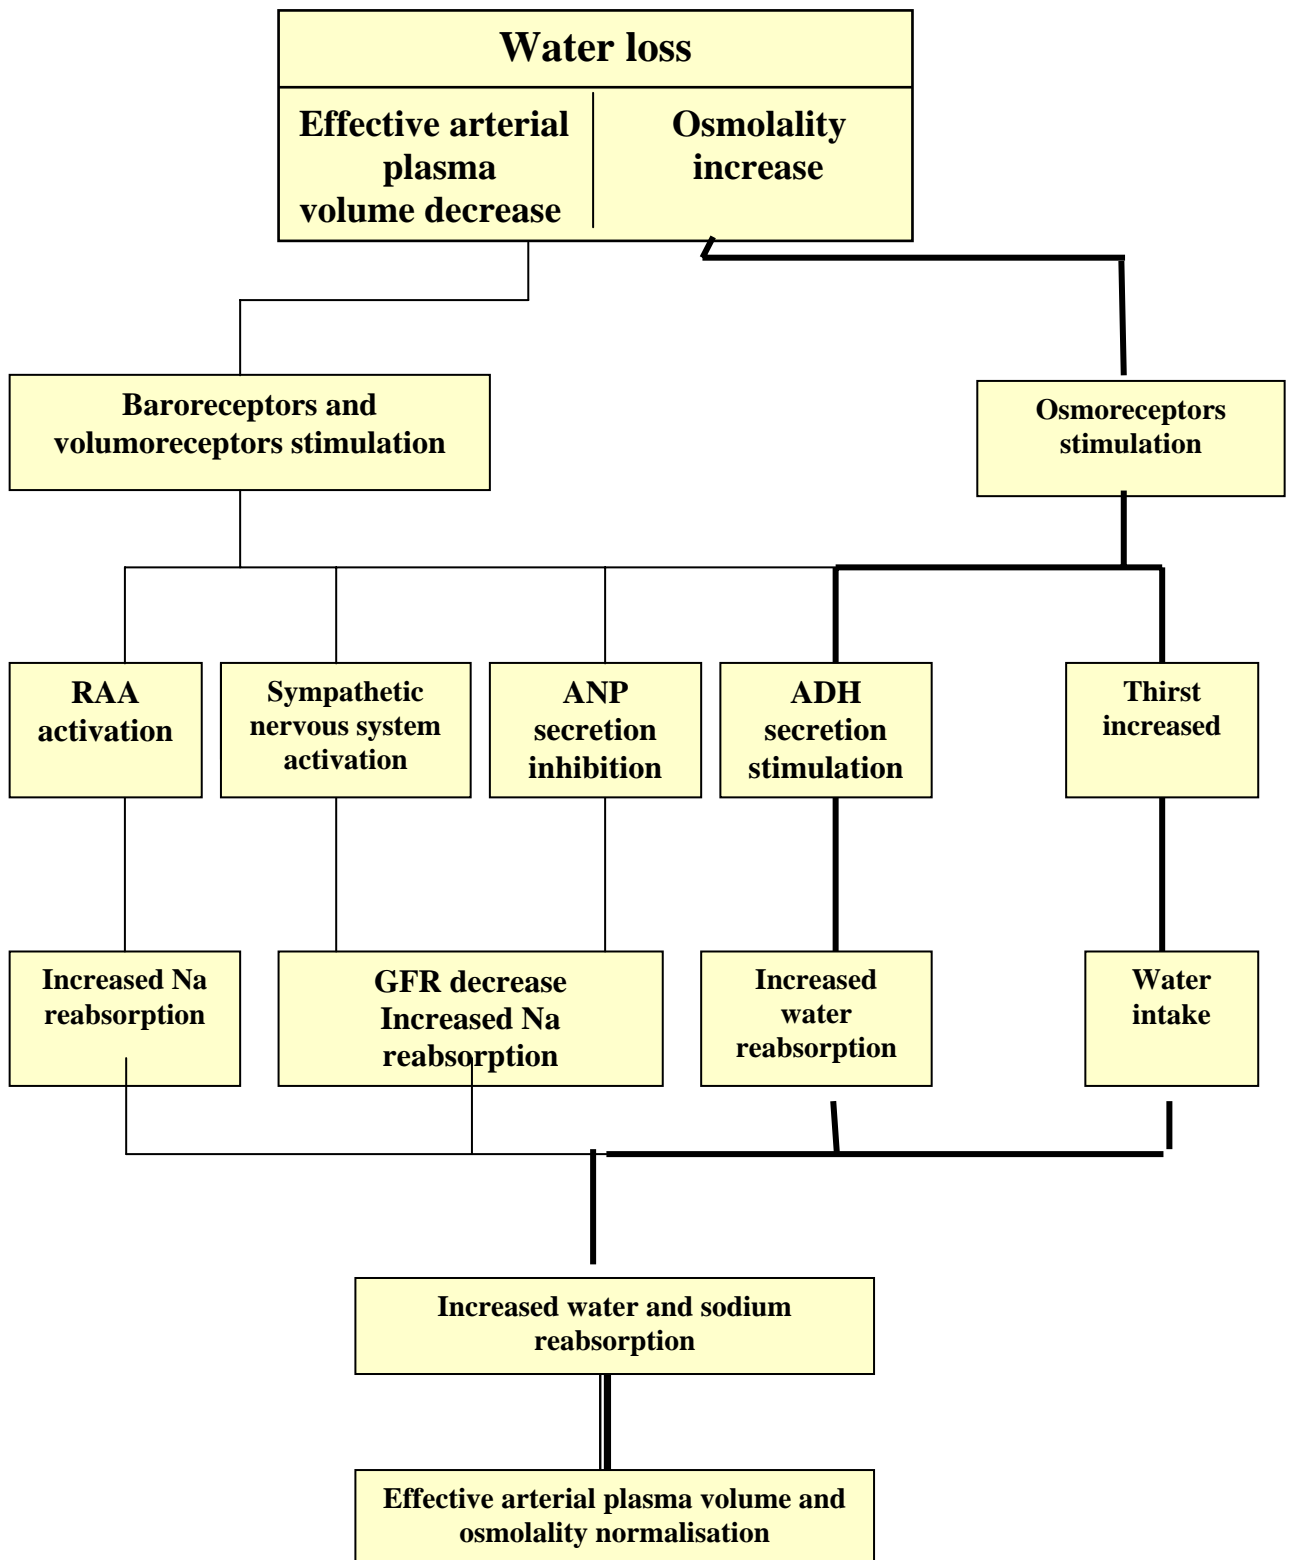 Water loss
Effective arterial
plasma
volume decrease
Osmolality
increase
Baroreceptors and
volumoreceptors stimulation
Osmoreceptors
stimulation
RAA
activation
Sympathetic
nervous system
activation
ANP
secretion
inhibition
ADH
secretion
stimulation
Thirst
increased
Increased Na
reabsorption
GFR decrease
Increased Na
reabsorption
Increased
water
reabsorption
Water
intake
Increased water and sodium
reabsorption
Effective arterial plasma volume and
osmolality normalisation